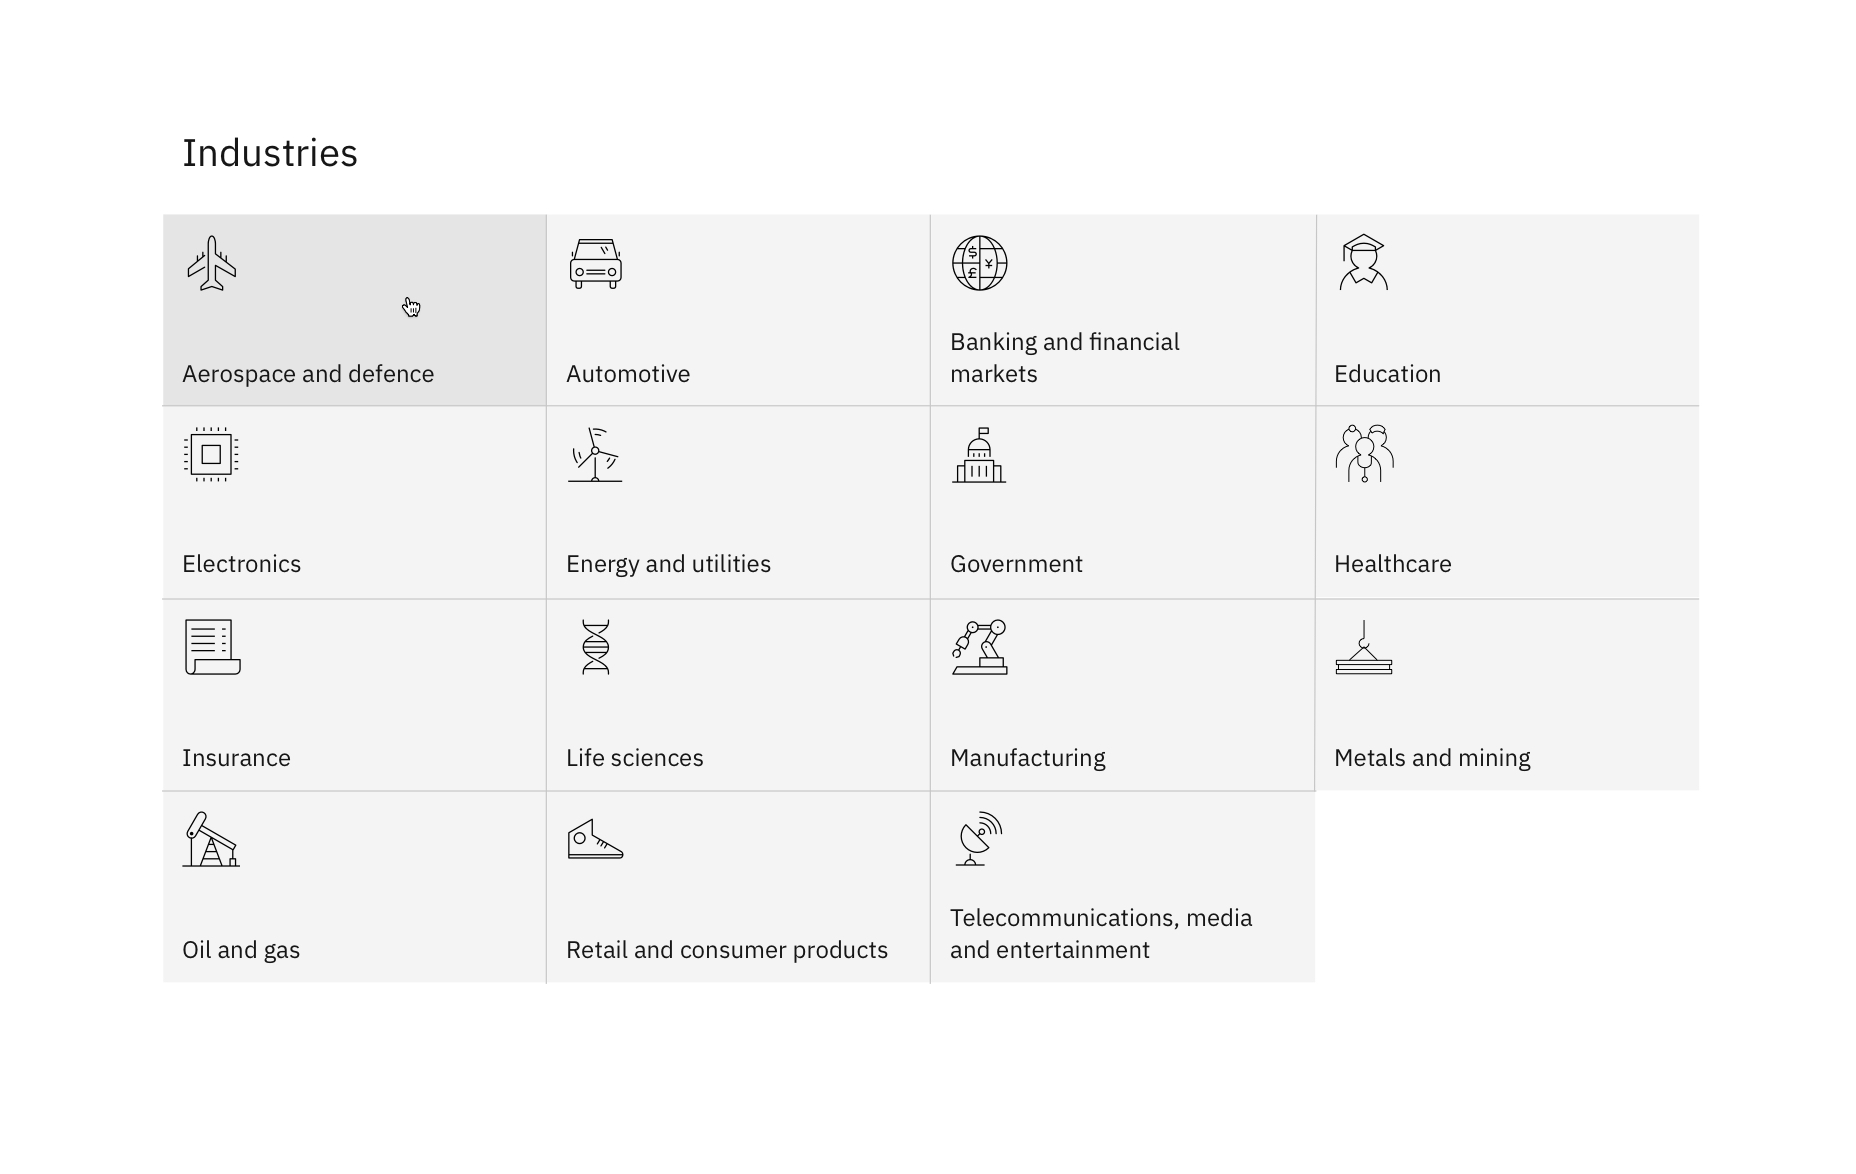 Industries
Aerospace and defence
Automotive
Banking and financial
markets
Education
Electronics
Energy and utilities
Government
Healthcare
Insurance
Life sciences
Manufacturing
Metals and mining
Oil and gas
Retail and consumer products
Telecommunications, media
and entertainment